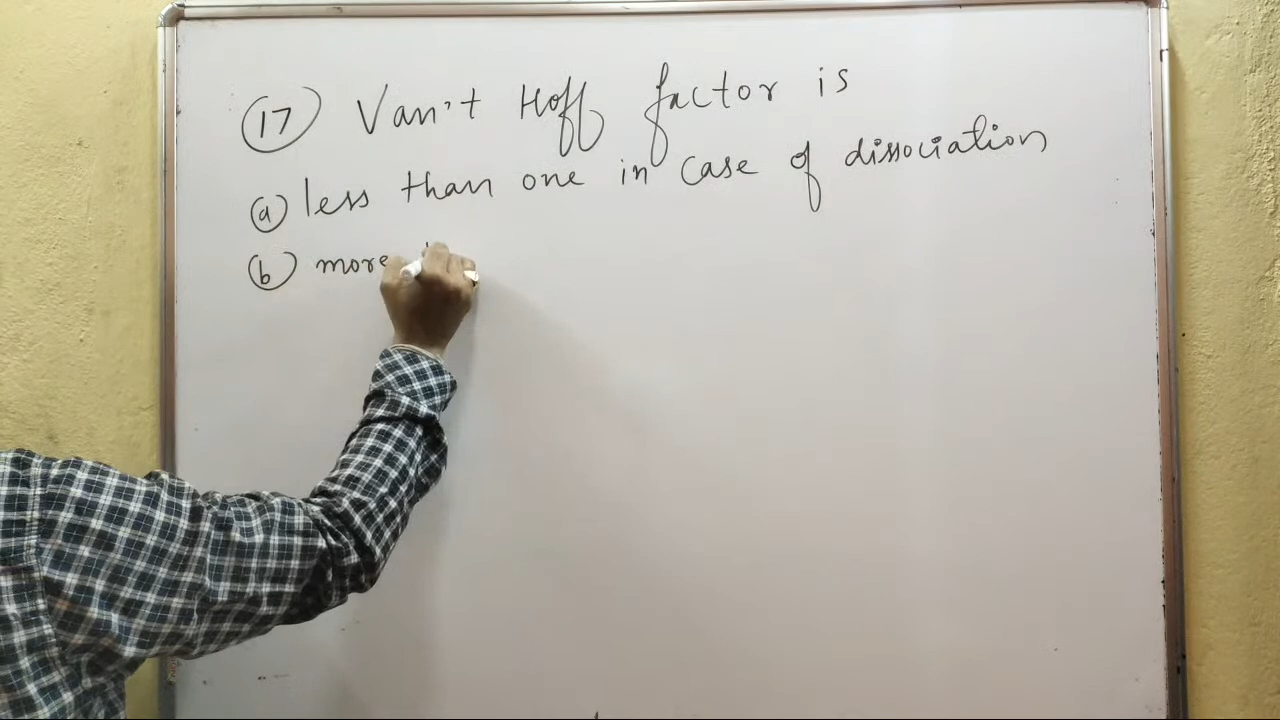 (17) Van't Hoff factor is
(a) less than one in case of dissociation
(b) more